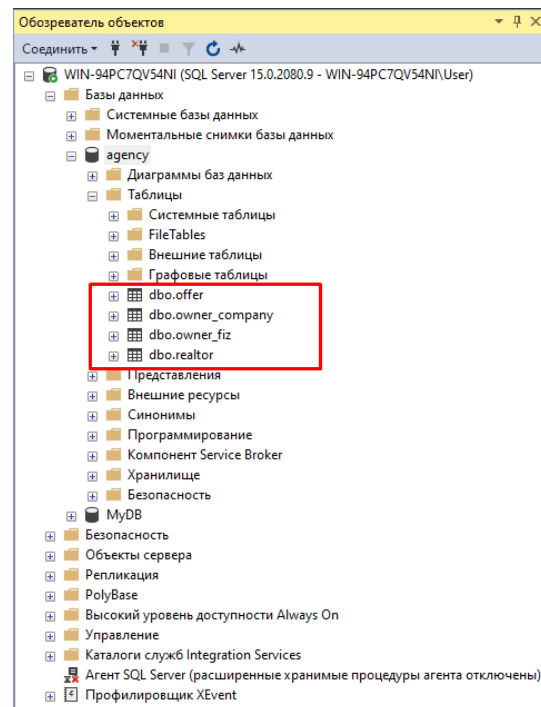 Обозреватель объектов
Соединить
WIN-94PC7QV54NI (SQL Server 15.0.2080.9 - WIN-94PC7QV54NI\User)
Базы данных
Системные базы данных
Моментальные снимки базы данных
agency
Диаграммы баз данных
Таблицы
Системные таблицы
FileTables
Внешние таблицы
Графовые таблицы
dbo.offer
dbo.owner_company
dbo.owner_fiz
dbo.realtor
Представления
Внешние ресурсы
Синонимы
Программирование
Компонент Service Broker
Хранилище
Безопасность
MyDB
Безопасность
Объекты сервера
Репликация
PolyBase
Высокий уровень доступности Always On
Управление
Каталоги служб Integration Services
Агент SQL Server (расширенные хранимые процедуры агента отключены)
Профилировщик XEvent